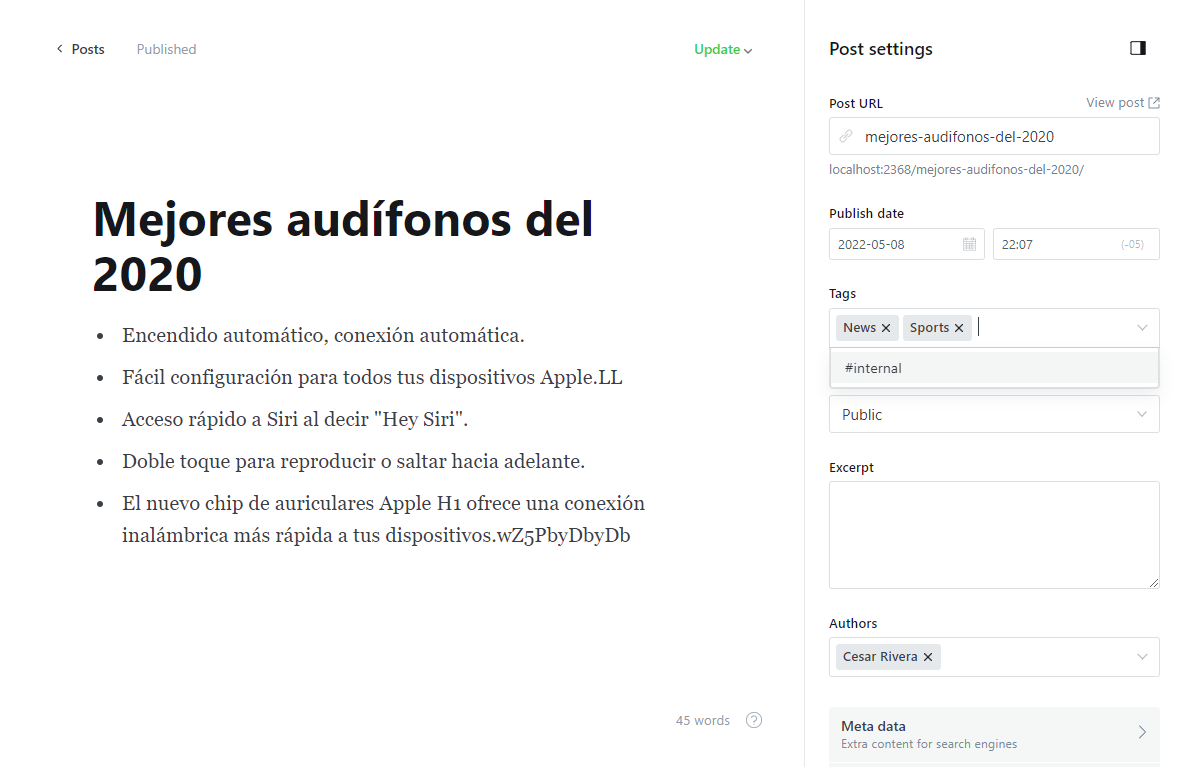 Posts
Published
Update
Mejores audífonos del
2020
Encendido automático, conexión automática.
Fácil configuración para todos tus dispositivos Apple.LL
Acceso rápido a Siri al decir "Hey Siri".
Doble toque para reproducir o saltar hacia adelante.
El nuevo chip de auriculares Apple H1 ofrece una conexión
inalámbrica más rápida a tus dispositivos.wZ5PbyDbyDb
45 words
?
Post settings
Post URL
View post
mejores-audifonos-del-2020
localhost:2368/mejores-audifonos-del-2020/
Publish date
2022-05-08
22:07
(-05)
Tags
News
Sports
#internal
Public
Excerpt
Authors
Cesar Rivera
Meta data
Extra content for search engines